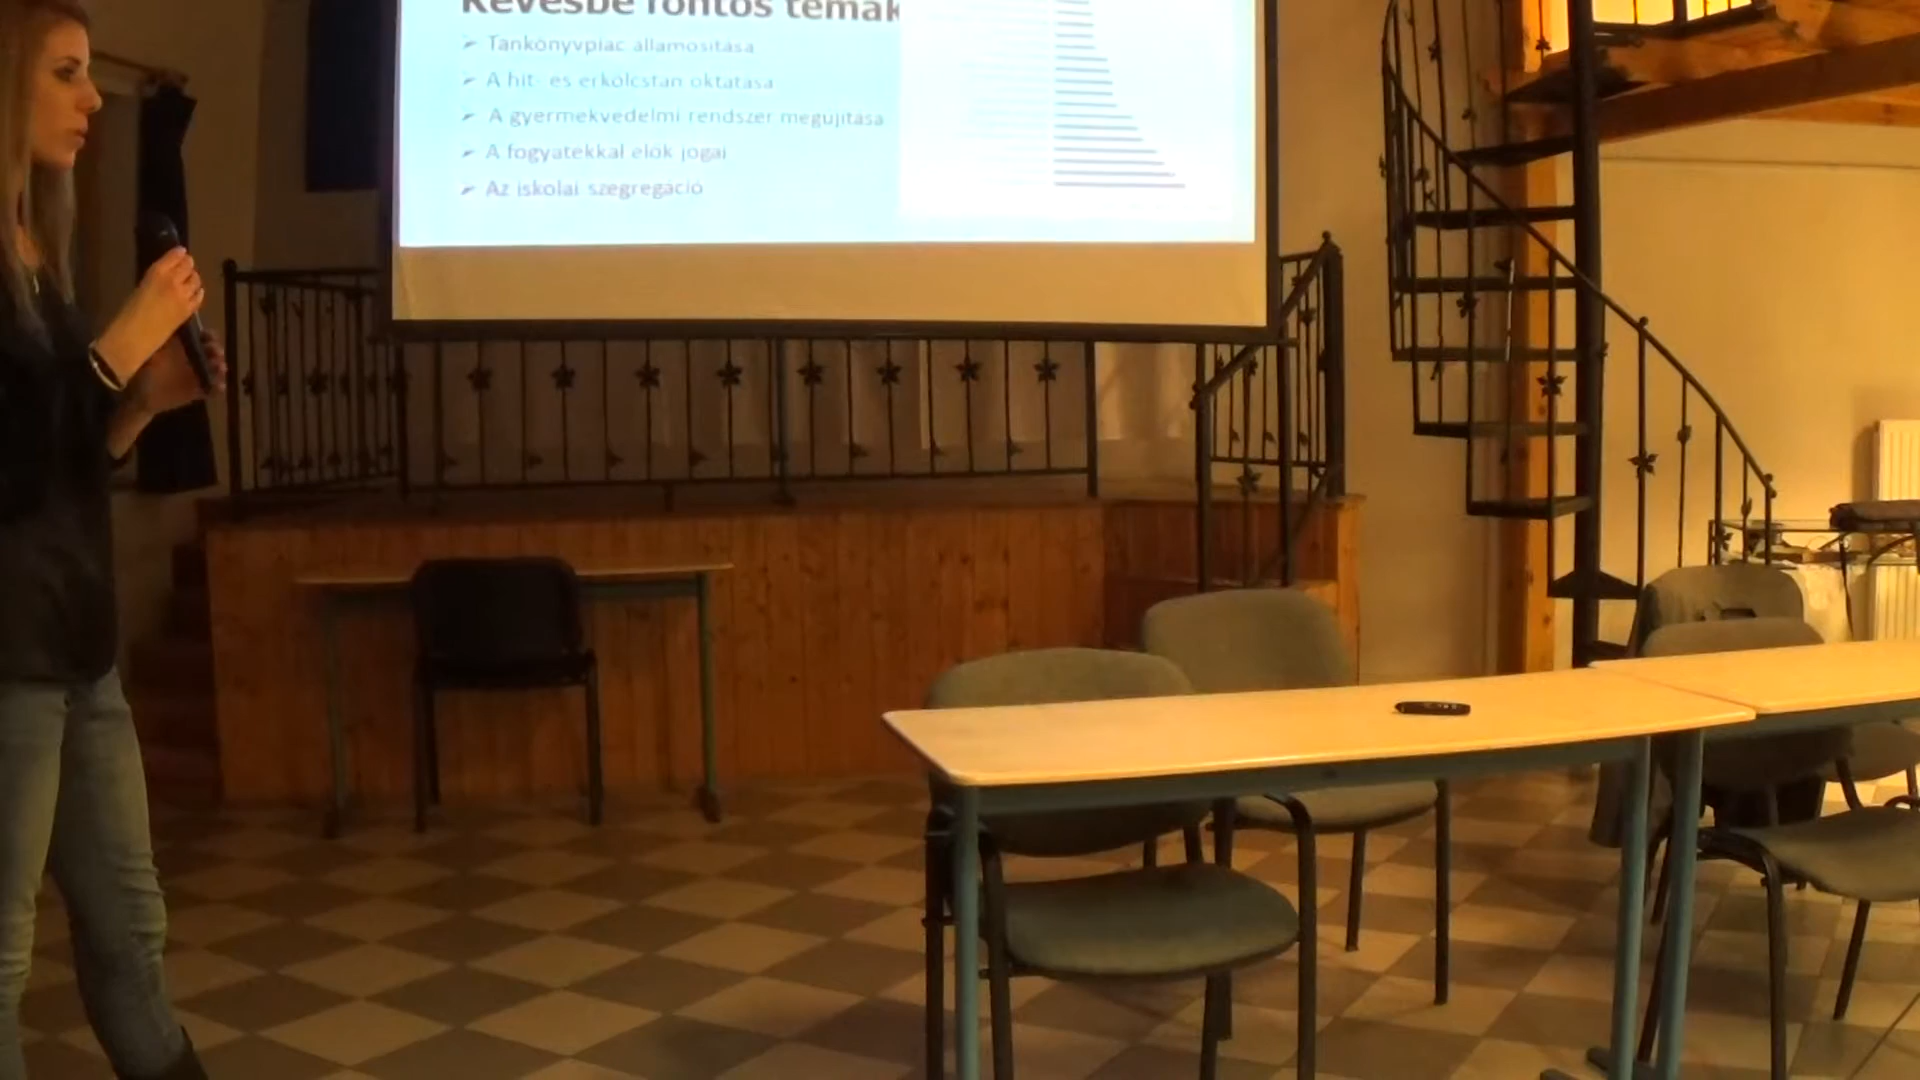 Kevésbé fontos témák
Tankönyvpiac államosítása
A hit- és erkölcstan oktatása
A gyermekvédelmi rendszer megújítása
A fogyatékkal élők jogai
Az iskolai szegregáció